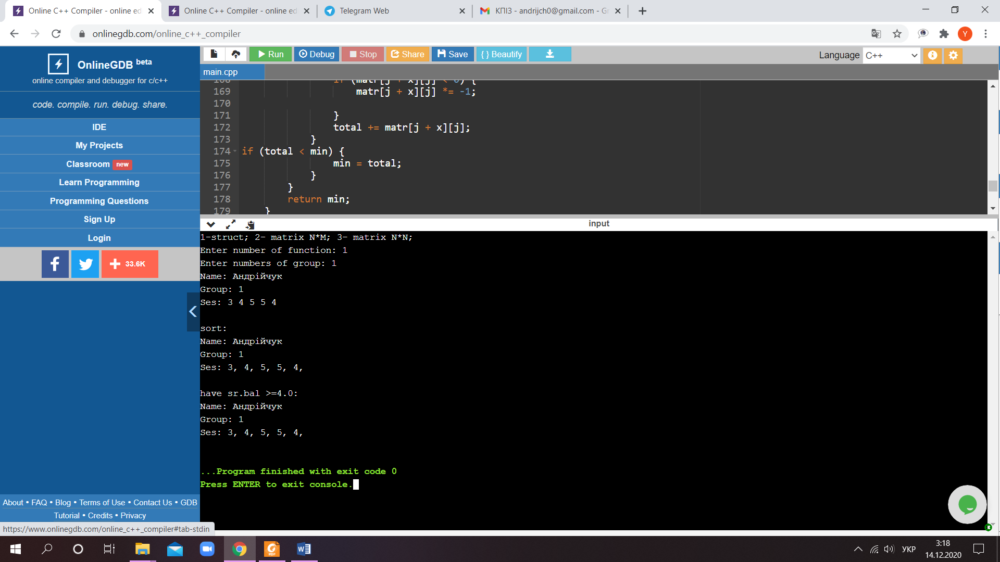 Online C++ Compiler - online ed
Online C++ Compiler - online ed
Telegram Web
КПІЗ - andrijch0@gmail.com - Gr
onlinegdb.com/online_c++_compiler
Y
OnlineGDB beta
online compiler and debugger for c/c++
code. compile. run. debug. share.
IDE
My Projects
Classroom new
Learn Programming
Programming Questions
Sign Up
Login
33.6K
About • FAQ • Blog • Terms of Use • Contact Us • GDB
Tutorial • Credits • Privacy
https://www.onlinegdb.com/online_c++_compiler#tab-stdin
Run
Debug
Stop
Share
Save
{ } Beautify
Language C++
main.cpp
168 if (matr[j + x][j] < 0) {
169 matr[j + x][j] *= -1;
170
171 }
172 total += matr[j + x][j];
173 }
174 if (total < min) {
175 min = total;
176 }
177 }
178 return min;
179 }
input
1-struct; 2- matrix N*M; 3- matrix N*N;
Enter number of function: 1
Enter numbers of group: 1
Name: Андрійчук
Group: 1
Ses: 3 4 5 5 4
sort:
Name: Андрійчук
Group: 1
Ses: 3, 4, 5, 5, 4,
have sr.bal >=4.0:
Name: Андрійчук
Group: 1
Ses: 3, 4, 5, 5, 4,
...Program finished with exit code 0
Press ENTER to exit console.
УКР
3:18
14.12.2020